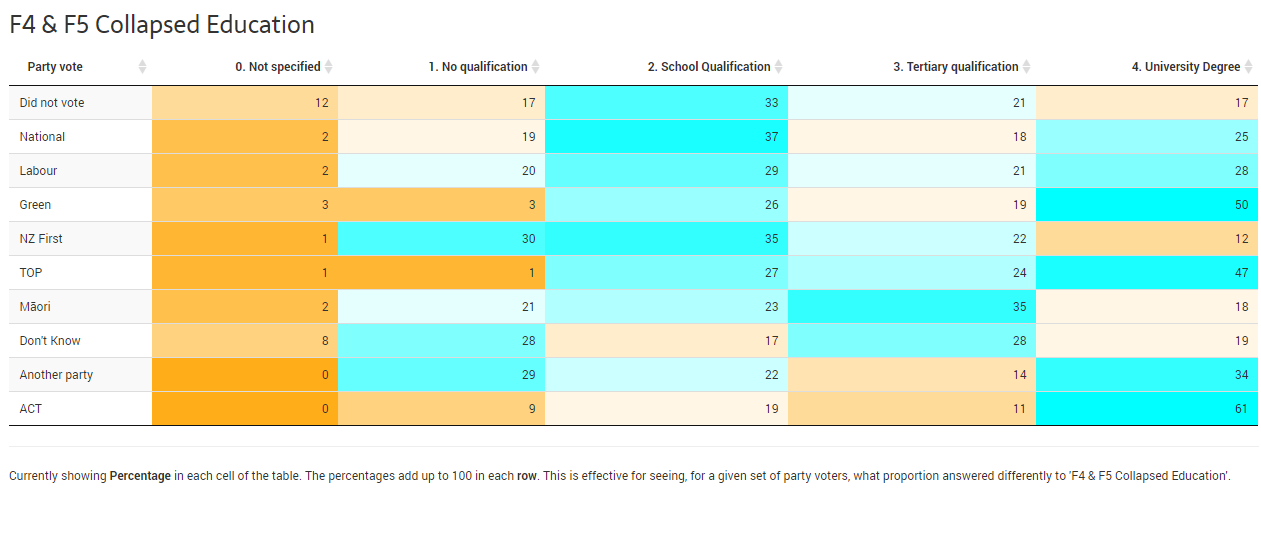 F4 & F5 Collapsed Education
Party vote 0. Not specified 1. No qualification 2. School Qualification 3. Tertiary qualification 4. University Degree
Did not vote 12 17 33 21 17
National 2 19 37 18 25
Labour 2 20 29 21 28
Green 3 3 26 19 50
NZ First 1 30 35 22 12
TOP 1 1 27 24 47
Māori 2 21 23 35 18
Don't Know 8 28 17 28 19
Another party 0 29 22 14 34
ACT 0 9 19 11 61
Currently showing Percentage in each cell of the table. The percentages add up to 100 in each row. This is effective for seeing, for a given set of party voters, what proportion answered differently to 'F4 & F5 Collapsed Education'.